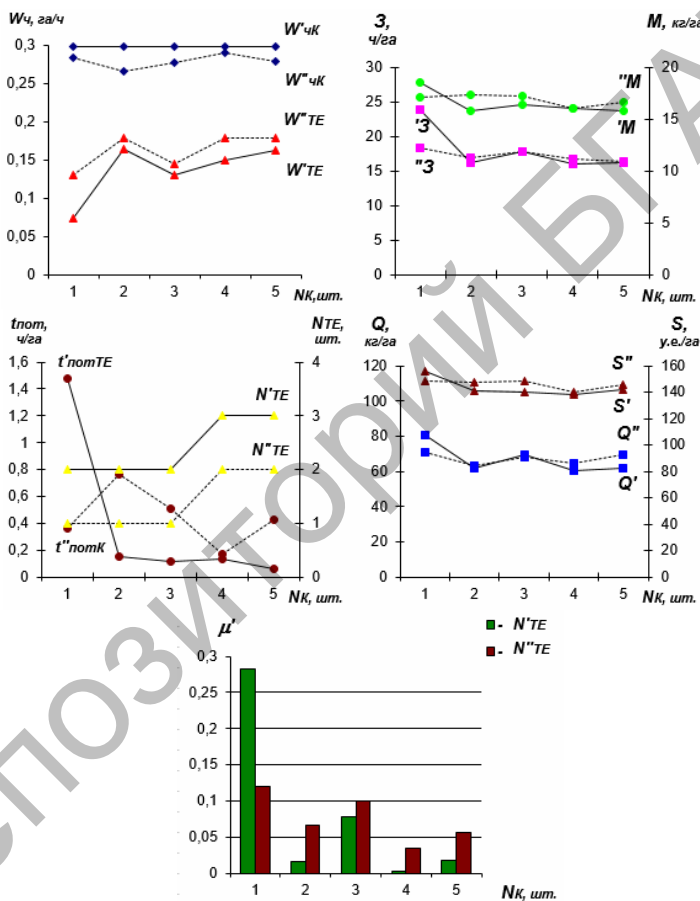 Wч, га/ч
0,3
0,25
0,2
0,15
0,1
0,05
0
W'чК
W"чК
W"ТЕ
W'ТЕ
1 2 3 4 5 Nк, шт.
З, ч/га
30
25
20
15
10
5
0
М, кг/га
20
15
10
5
0
"М
'М
'З
"З
1 2 3 4 5 Nк, шт.
tпот, ч/га
1,6
1,4
1,2
1
0,8
0,6
0,4
0,2
0
NТЕ, шт.
4
3
2
1
0
t'потТЕ
N'ТЕ
N"ТЕ
t"потК
1 2 3 4 5 Nк, шт.
Q, кг/га
120
100
80
60
40
20
0
S, у.е./га
160
140
120
100
80
60
40
20
0
S"
S'
Q"
Q'
1 2 3 4 5 Nк, шт.
μ'
- N'ТЕ
- N"ТЕ
0,3
0,25
0,2
0,15
0,1
0,05
0
1 2 3 4 5 Nк, шт.
позиторий БГА